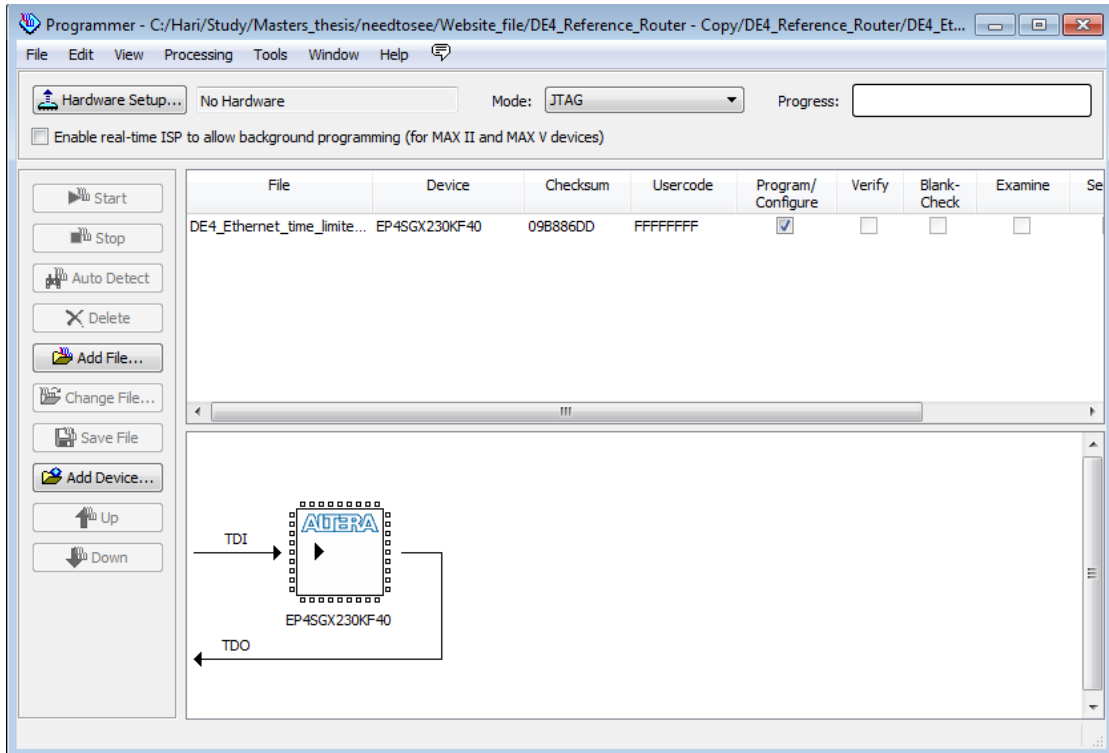 Programmer - C:/Hari/Study/Masters_thesis/needtosee/Website_file/DE4_Reference_Router - Copy/DE4_Reference_Router/DE4_Et...
File Edit View Processing Tools Window Help
Hardware Setup... No Hardware Mode: JTAG Progress:
Enable real-time ISP to allow background programming (for MAX II and MAX V devices)
Start
Stop
Auto Detect
Delete
Add File...
Change File...
Save File
Add Device...
Up
Down
File Device Checksum Usercode Program/ Verify Blank- Examine Se
Configure Check
DE4_Ethernet_time_limite... EP4SGX230KF40 09B886DD FFFFFFFF
ALTERA
TDI
EP4SGX230KF40
TDO